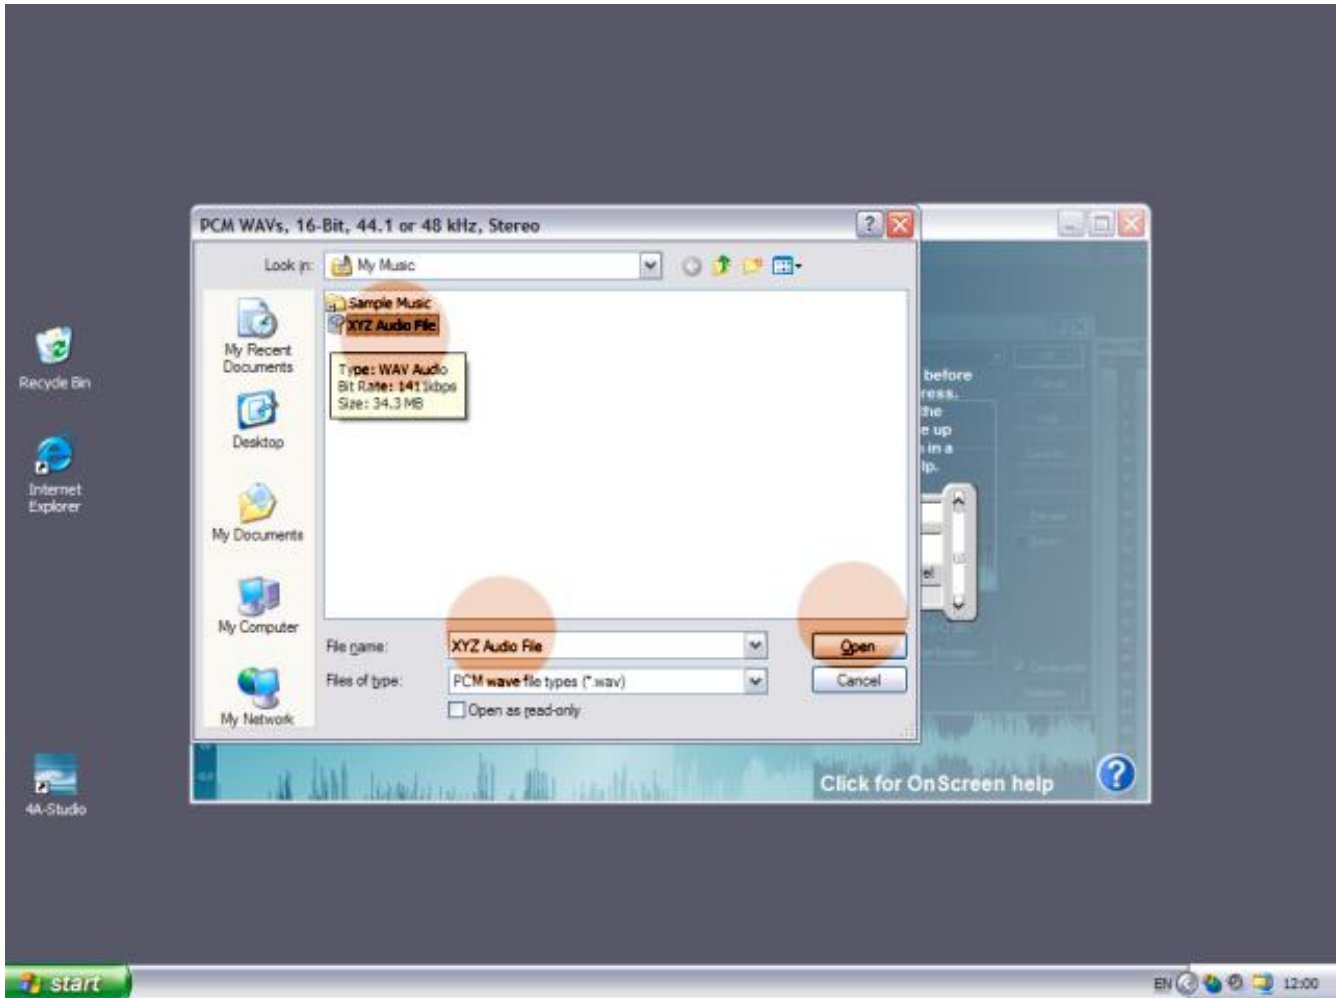 PCM WAVs, 16-Bit, 44.1 or 48 kHz, Stereo
Look in:
My Music
Sample Music
XYZ Audio File
Type: WAV Audio
Bit Rate: 1411kbps
Size: 34.3 MB
My Recent
Documents
Desktop
My Documents
My Computer
My Network
File name:
XYZ Audio File
Open
Files of type:
PCM wave file types (*.wav)
Cancel
Open as read-only
before
ress.
the
e up
in a
lp.
el
Click for OnScreen help
Recycle Bin
Internet
Explorer
4A-Studio
start
EN
12:00